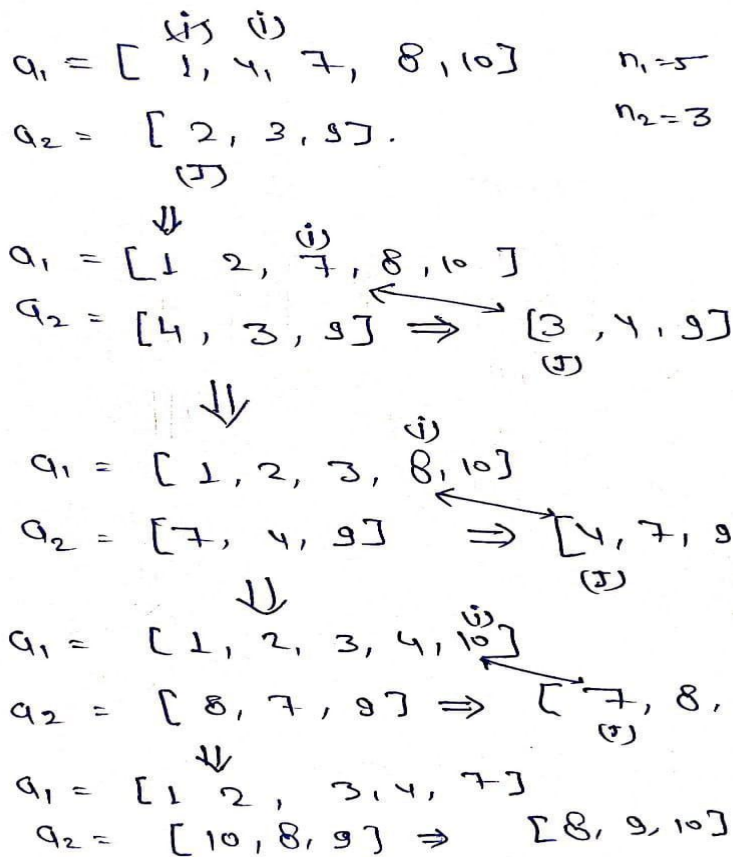 (i) (i)
a₁ = [ 1, 4, 7, 8, 10]   n₁=5
a₂ = [ 2, 3, 9].   n₂=3
(J)
⇓
(i)
a₁ = [1 2, 7, 8, 10 ]
a₂ = [4, 3, 9] ⇒ [3, 4, 9]
(J)
⇓
(i)
a₁ = [ 1, 2, 3, 8, 10]
a₂ = [7, 4, 9] ⇒ [4, 7, 9
(J)
⇓
(i)
a₁ = [1, 2, 3, 4, 10]
a₂ = [ 8, 7, 9] ⇒ [ 7, 8,
(J)
⇓
a₁ = [1 2, 3, 4, 7]
a₂ = [10, 8, 9] ⇒ [8, 9, 10]